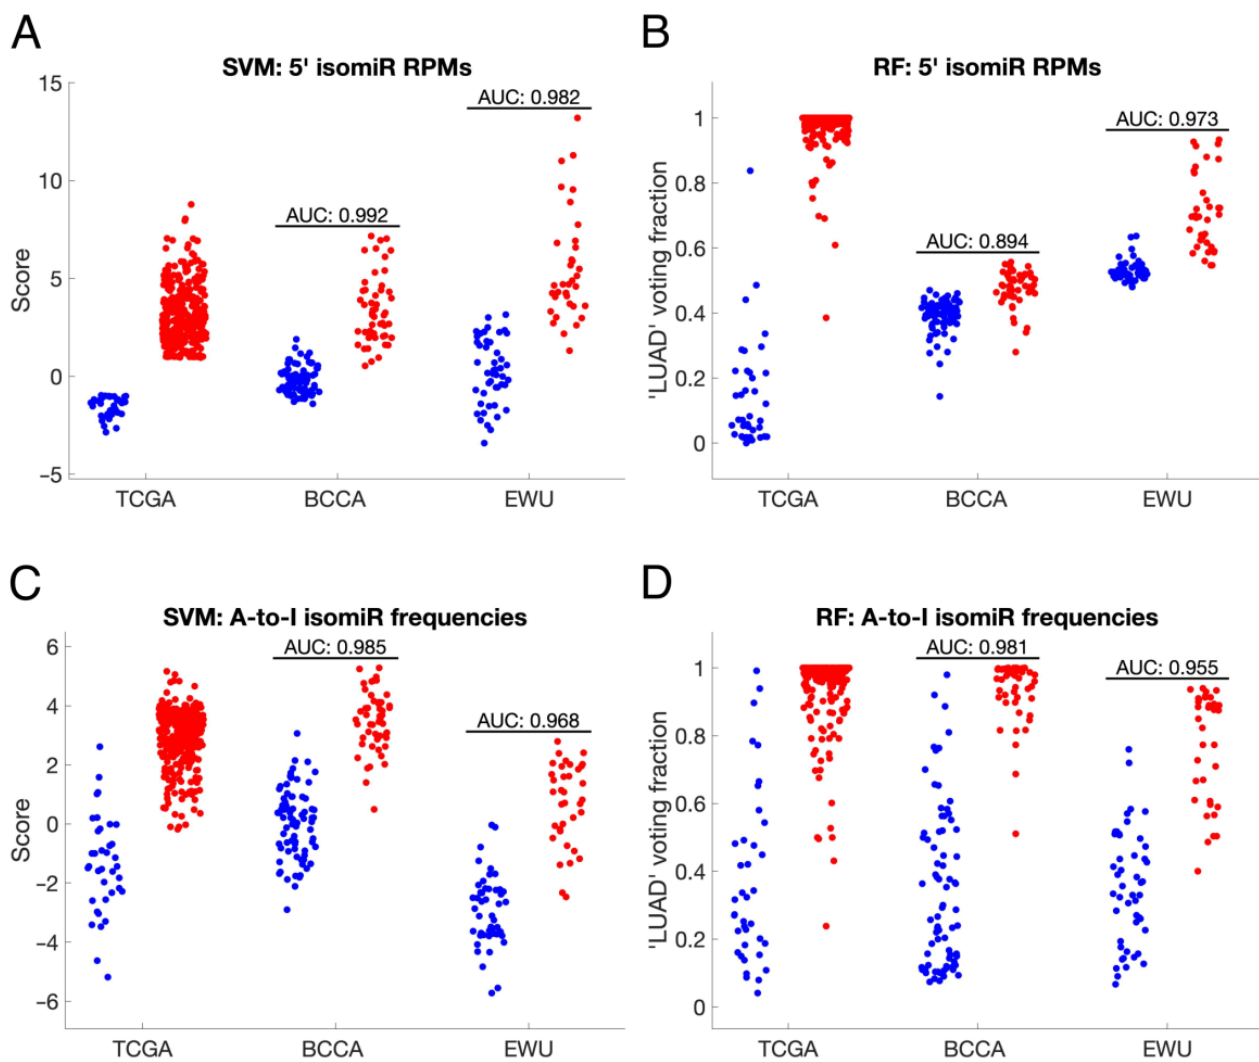 A
SVM: 5' isomiR RPMs
15
10
5
0
−5
Score
AUC: 0.992
AUC: 0.982
TCGA
BCCA
EWU
B
RF: 5' isomiR RPMs
1
0.8
0.6
0.4
0.2
0
'LUAD' voting fraction
AUC: 0.894
AUC: 0.973
TCGA
BCCA
EWU
C
SVM: A-to-I isomiR frequencies
6
4
2
0
−2
−4
−6
Score
AUC: 0.985
AUC: 0.968
TCGA
BCCA
EWU
D
RF: A-to-I isomiR frequencies
1
0.8
0.6
0.4
0.2
0
'LUAD' voting fraction
AUC: 0.981
AUC: 0.955
TCGA
BCCA
EWU